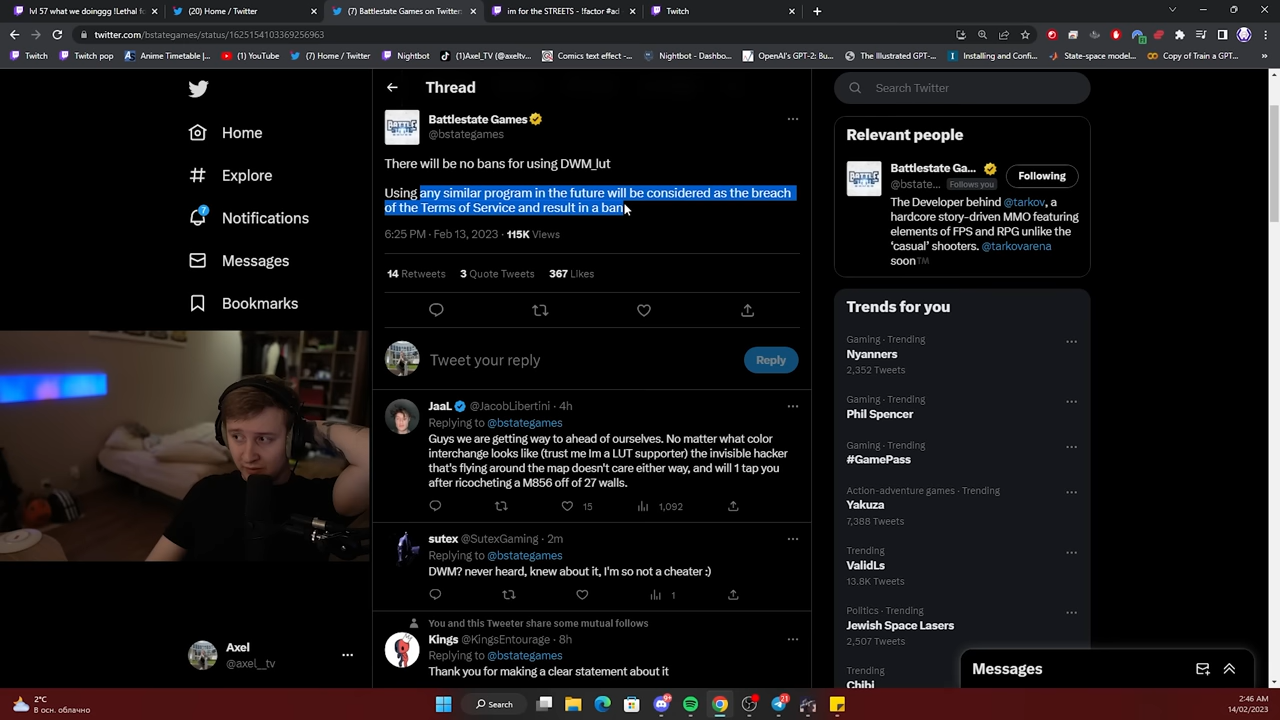 lvl 57 what we doinggg !Lethal f
(20) Home / Twitter
(7) Battlestate Games on Twitter
im for the STREETS - !factor #ad
Twitch
twitter.com/bstategames/status/1625154103369256963
Twitch
Twitch pop
Anime Timetable |...
(1) YouTube
(7) Home / Twitter
Nightbot
(1)Axel_TV (@axeltv...
Comics text effect -...
Nightbot - Dashbo...
OpenAI's GPT-2: Bu...
The Illustrated GPT-...
Installing and Confi...
State-space model...
Copy of Train a GPT...
Home
Explore
7
Notifications
Messages
Bookmarks
Axel
@axel__tv
Thread
Battlestate Games
@bstategames
There will be no bans for using DWM_lut
Using any similar program in the future will be considered as the breach
of the Terms of Service and result in a ban
6:25 PM · Feb 13, 2023 · 115K Views
14 Retweets 3 Quote Tweets 367 Likes
Tweet your reply
Reply
JaaL @JacobLibertini · 4h
Replying to @bstategames
Guys we are getting way to ahead of ourselves. No matter what color
interchange looks like (trust me Im a LUT supporter) the invisible hacker
that's flying around the map doesn't care either way, and will 1 tap you
after ricocheting a M856 off of 27 walls.
15 1,092
sutex @SutexGaming · 2m
Replying to @bstategames
DWM? never heard, knew about it, I'm so not a cheater :)
1
You and this Tweeter share some mutual follows
Kings @KingsEntourage · 8h
Replying to @bstategames
Thank you for making a clear statement about it
Search Twitter
Relevant people
Battlestate Ga...
@bstate... Follows you
Following
The Developer behind @tarkov, a
hardcore story-driven MMO featuring
elements of FPS and RPG unlike the
‘casual’ shooters. @tarkovarena
soon™
Trends for you
Gaming · Trending
Nyanners
2,352 Tweets
Gaming · Trending
Phil Spencer
Gaming · Trending
#GamePass
Action-adventure games · Trending
Yakuza
7,388 Tweets
Trending
ValidLs
13.8K Tweets
Politics · Trending
Jewish Space Lasers
2,507 Tweets
Gaming · Trending
Chibi
Messages
2°C
В осн. облачно
Search
9+
21
2:46 AM
14/02/2023